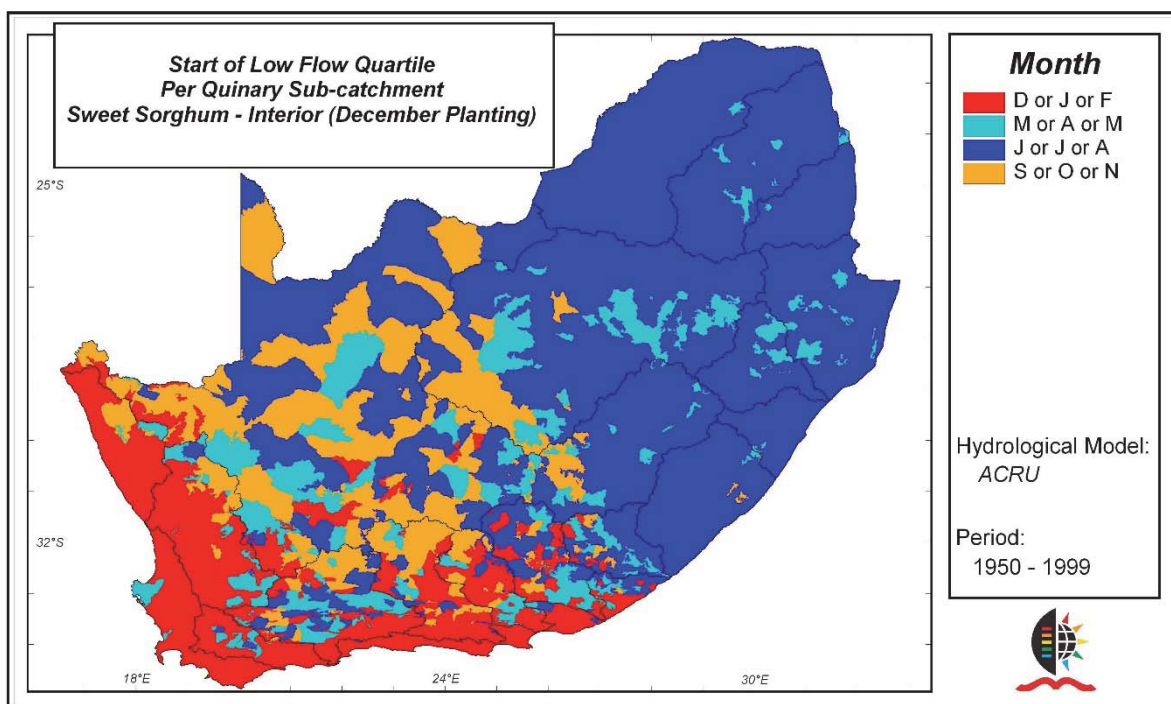 Start of Low Flow Quartile
Per Quinary Sub-catchment
Sweet Sorghum - Interior (December Planting)
Month
D or J or F
M or A or M
J or J or A
S or O or N
25°S
32°S
18°E
24°E
30°E
Hydrological Model:
ACRU
Period:
1950 - 1999